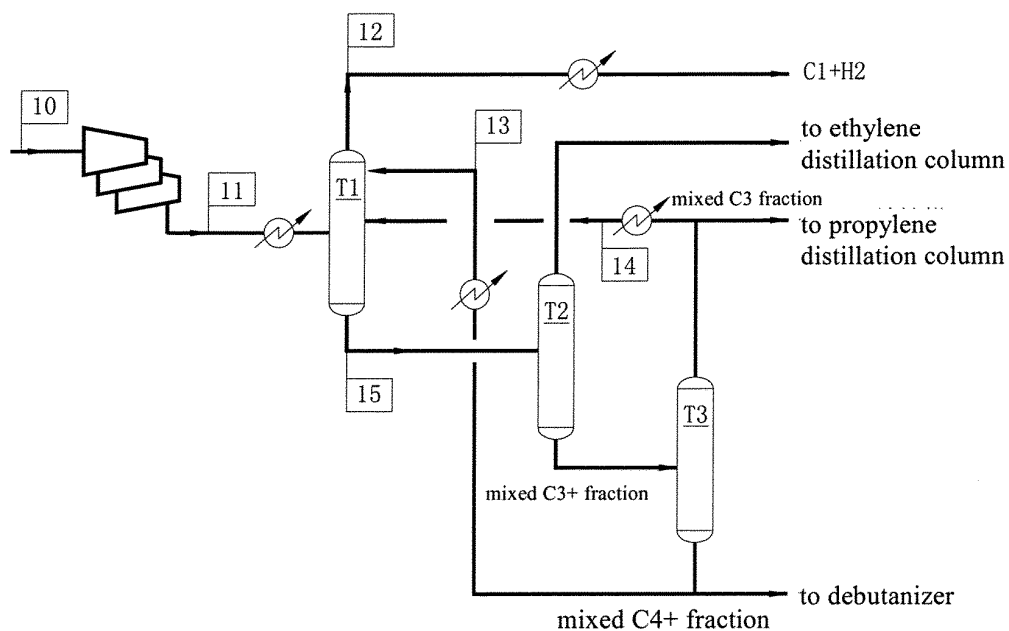 12
C1+H2
10
13
to ethylene
distillation column
11
T1
mixed C3 fraction
to propylene
distillation column
14
T2
15
T3
mixed C3+ fraction
to debutanizer
mixed C4+ fraction